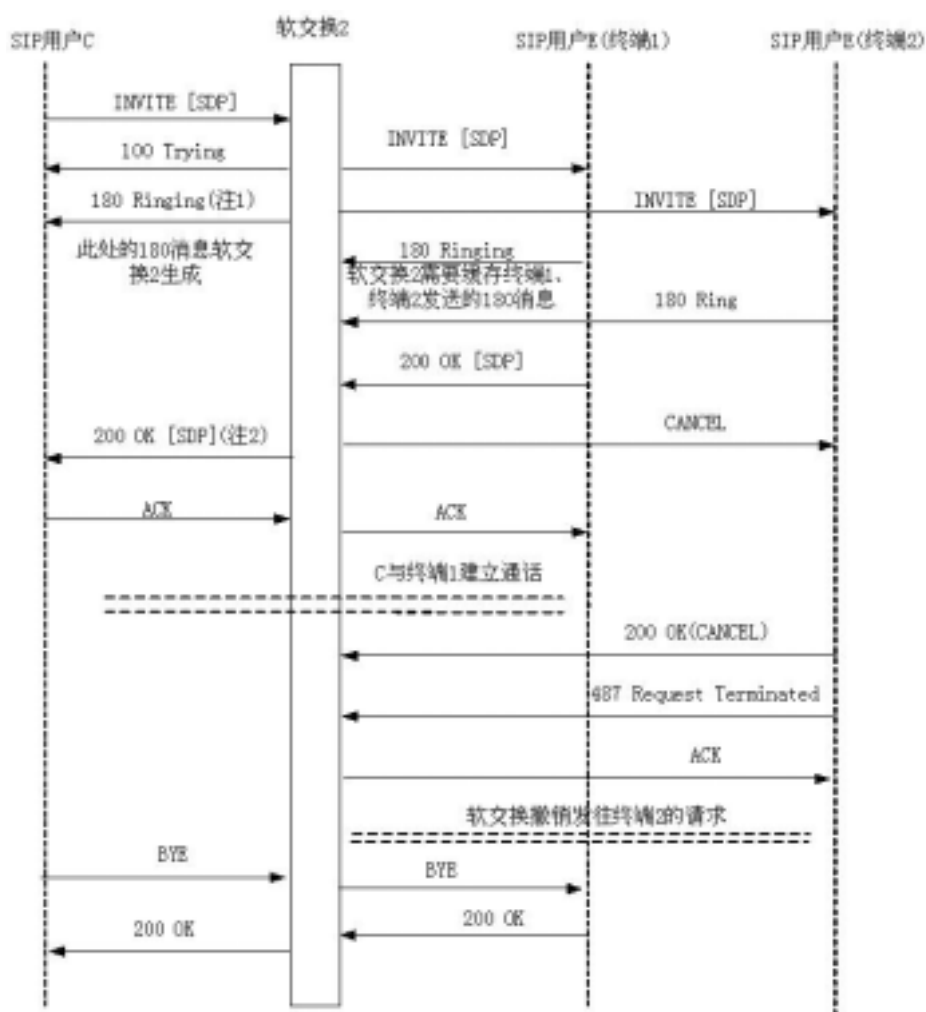 软交换2
SIP用户C
SIP用户E(终端1)
SIP用户E(终端2)
INVITE [SDP]
INVITE [SDP]
100 Trying
180 Ringing(注1)
INVITE [SDP]
此处的180消息软交
换2生成
180 Ringing
软交换2需要缓存终端1、
终端2发送的180消息
180 Ring
200 OK [SDP]
CANCEL
200 OK [SDP](注2)
ACK
ACK
C与终端1建立通话
200 OK(CANCEL)
487 Request Terminated
ACK
软交换撤销发往终端2的请求
BYE
BYE
200 OK
200 OK